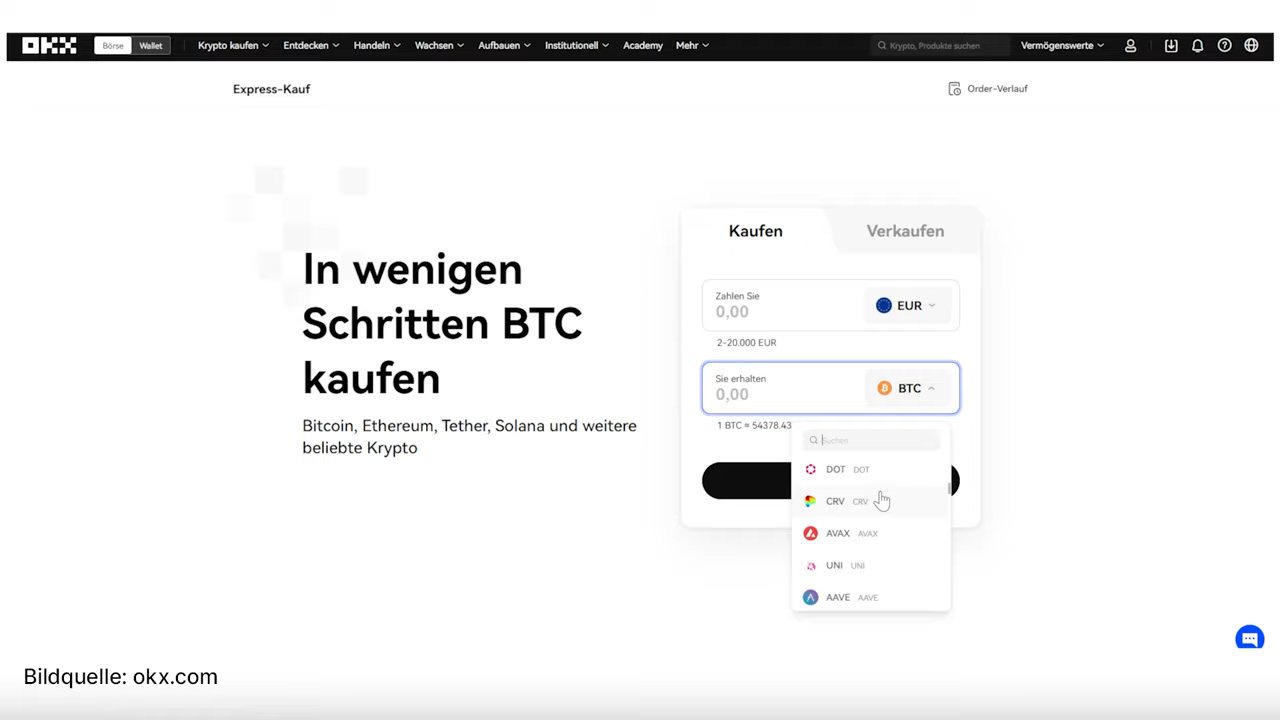 OKX Börse Wallet Krypto kaufen Entdecken Handeln Wachsen Aufbauen Institutionell Academy Mehr Krypto, Produkte suchen Vermögenswerte
Express-Kauf Order-Verlauf
Kaufen Verkaufen
In wenigen
Schritten BTC
kaufen
Bitcoin, Ethereum, Tether, Solana und weitere
beliebte Krypto
Zahlen Sie
0,00 EUR
2-20.000 EUR
Sie erhalten
0,00 BTC
1 BTC ≈ 54378.43
Suchen
DOT DOT
CRV CRV
AVAX AVAX
UNI UNI
AAVE AAVE
Bildquelle: okx.com